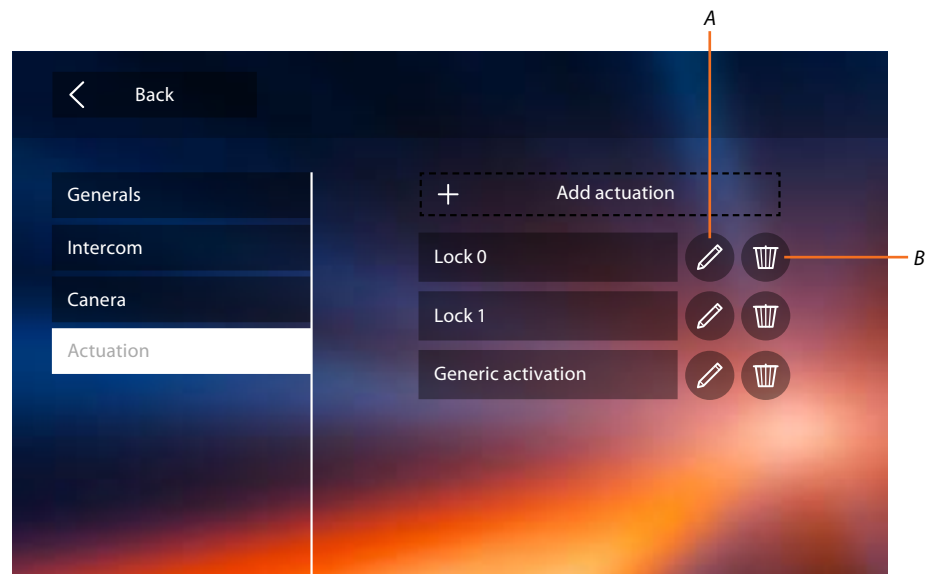 A
Back
Generals
Add actuation
Intercom
Lock 0
B
Canera
Lock 1
Actuation
Generic activation